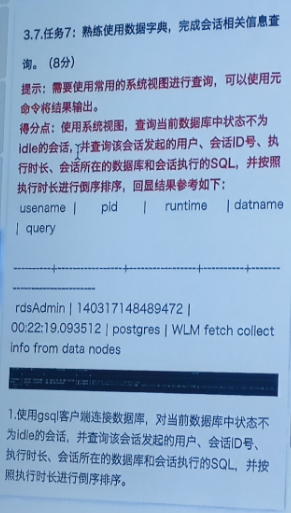 3.7.任务7：熟练使用数据字典，完成会话相关信息查
询。（8分）
提示：需要使用常用的系统视图进行查询，可以使用元
命令将结果输出。
得分点：使用系统视图，查询当前数据库中状态不为
idle的会话，并查询该会话发起的用户、会话ID号、执
行时长、会话所在的数据库和会话执行的SQL，并按照
执行时长进行倒序排序，回显结果参考如下：
usename | pid | runtime | datname
| query
----------+-----------------+-----------------+----------+-------
----------------------
rdsAdmin | 140317148489472 |
00:22:19.093512 | postgres | WLM fetch collect
info from data nodes
1.使用gsql客户端连接数据库，对当前数据库中状态不
为idle的会话，并查询该会话发起的用户、会话ID号、
执行时长、会话所在的数据库和会话执行的SQL，并按
照执行时长进行倒序排序。